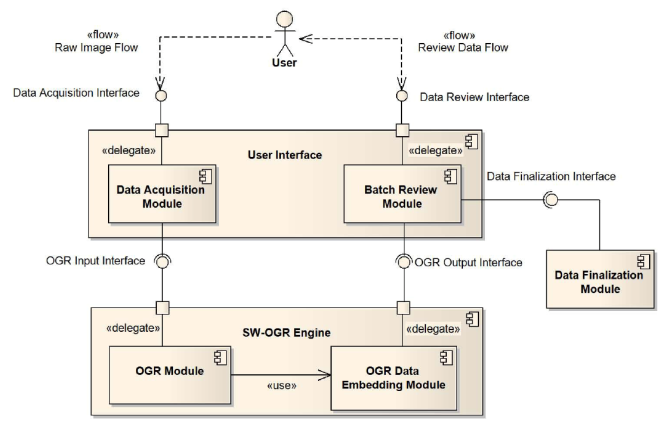 «flow»
Raw Image Flow
«flow»
Review Data Flow
User
Data Acquisition Interface
Data Review Interface
«delegate»
User Interface
«delegate»
Data Acquisition
Module
Batch Review
Module
Data Finalization Interface
OGR Input Interface
OGR Output Interface
Data Finalization
Module
«delegate»
SW-OGR Engine
«delegate»
OGR Module
«use»
OGR Data
Embedding Module